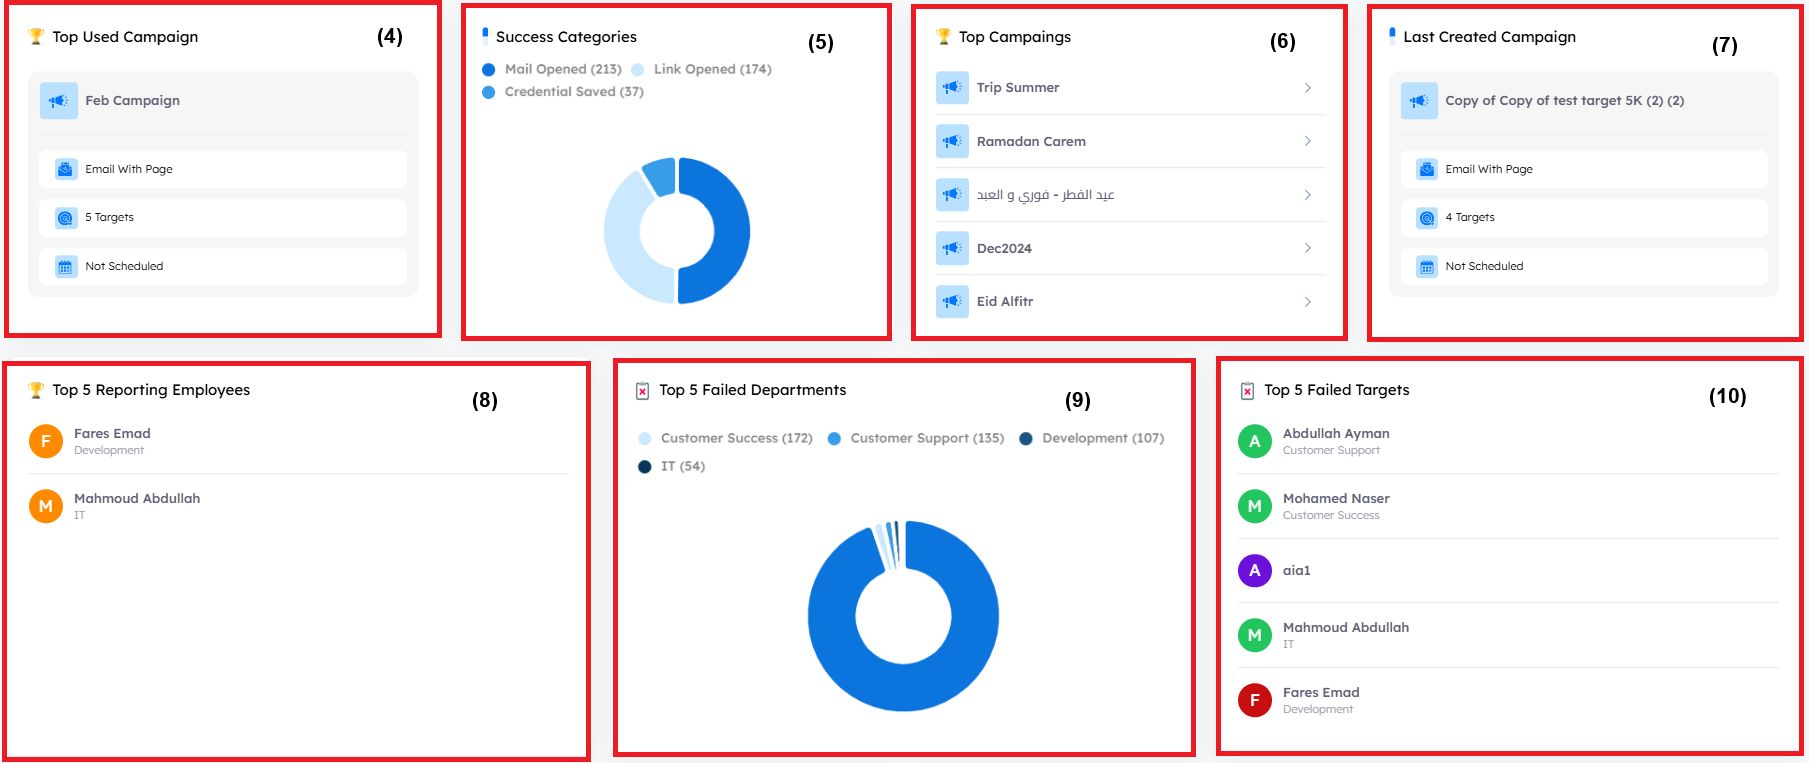 Top Used Campaign
(4)
Feb Campaign
Email With Page
5 Targets
Not Scheduled
Success Categories
(5)
Mail Opened (213) Link Opened (174)
Credential Saved (37)
Top Campaings
(6)
Trip Summer
Ramadan Carem
عيد الفطر - فوري و العبد
Dec2024
Eid Alfitr
Last Created Campaign
(7)
Copy of Copy of test target 5K (2) (2)
Email With Page
4 Targets
Not Scheduled
Top 5 Reporting Employees
(8)
F
Fares Emad
Development
M
Mahmoud Abdullah
IT
Top 5 Failed Departments
(9)
Customer Success (172) Customer Support (135) Development (107)
IT (54)
Top 5 Failed Targets
(10)
A
Abdullah Ayman
Customer Support
M
Mohamed Naser
Customer Success
A
aia1
M
Mahmoud Abdullah
IT
F
Fares Emad
Development